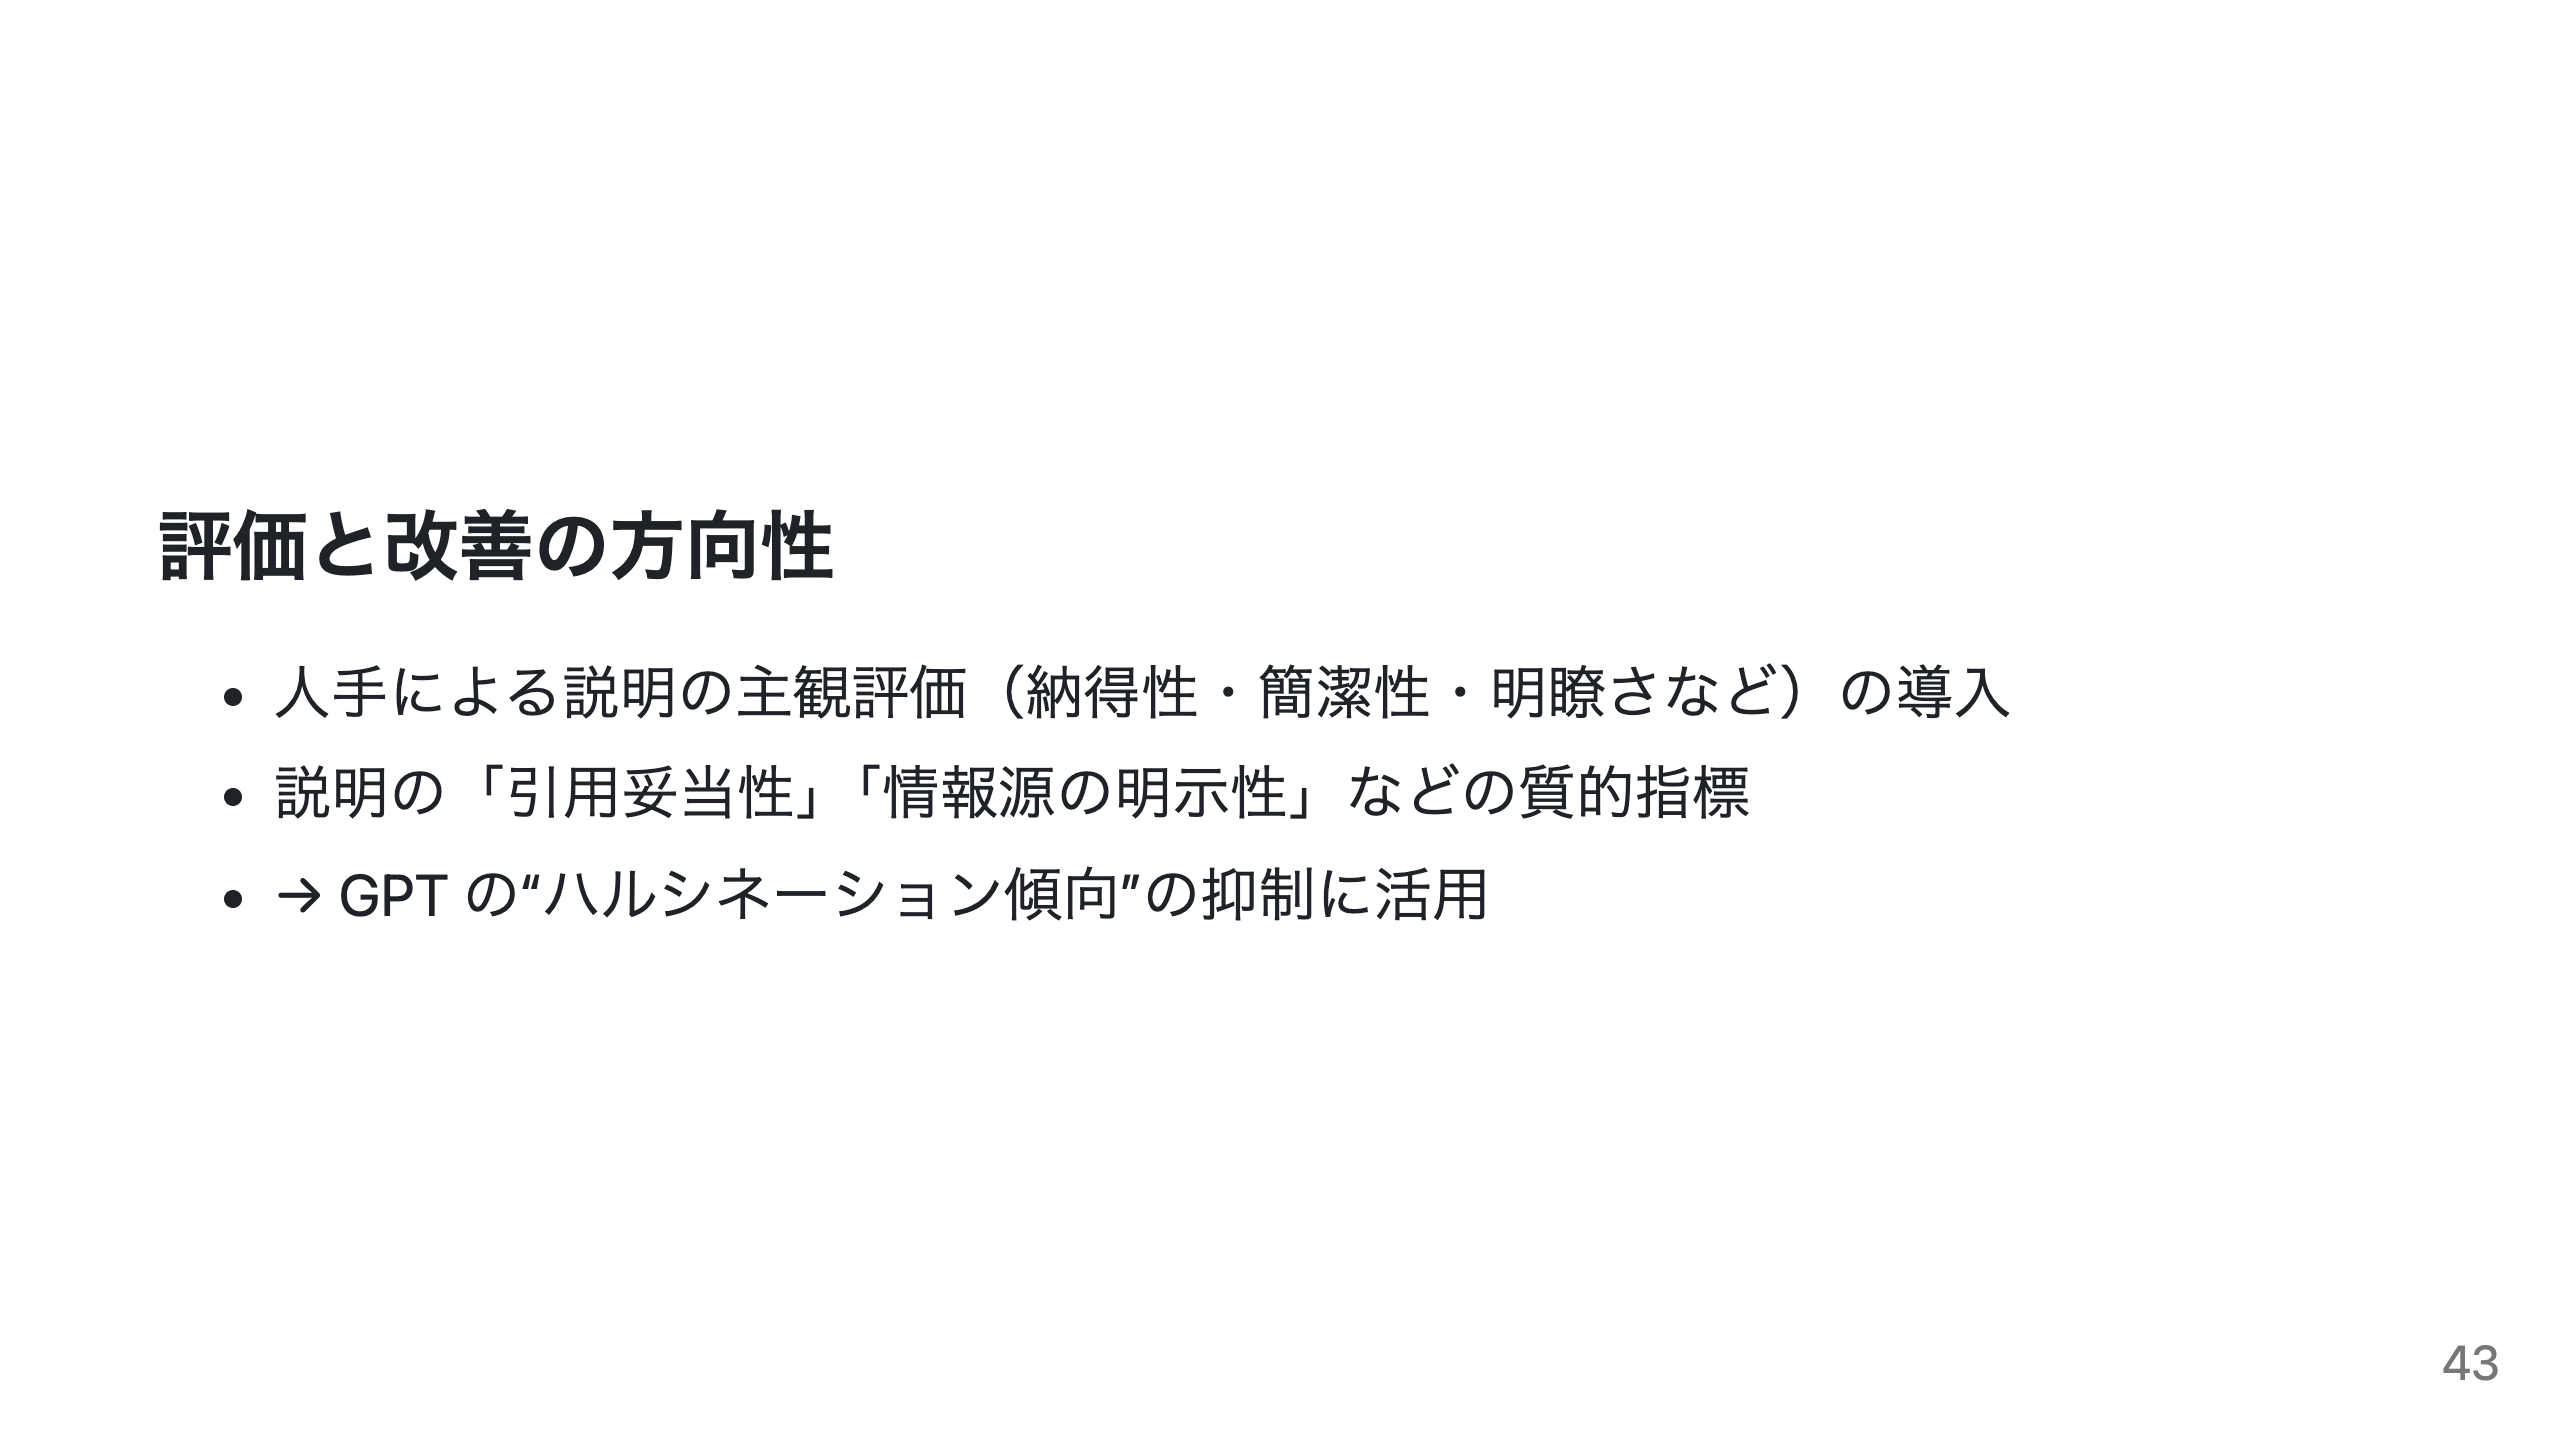 評価と改善の方向性
• 人手による説明の主観評価（納得性・簡潔性・明瞭さなど）の導入
• 説明の「引用妥当性」「情報源の明示性」などの質的指標
• → GPT の“ハルシネーション傾向”の抑制に活用
43